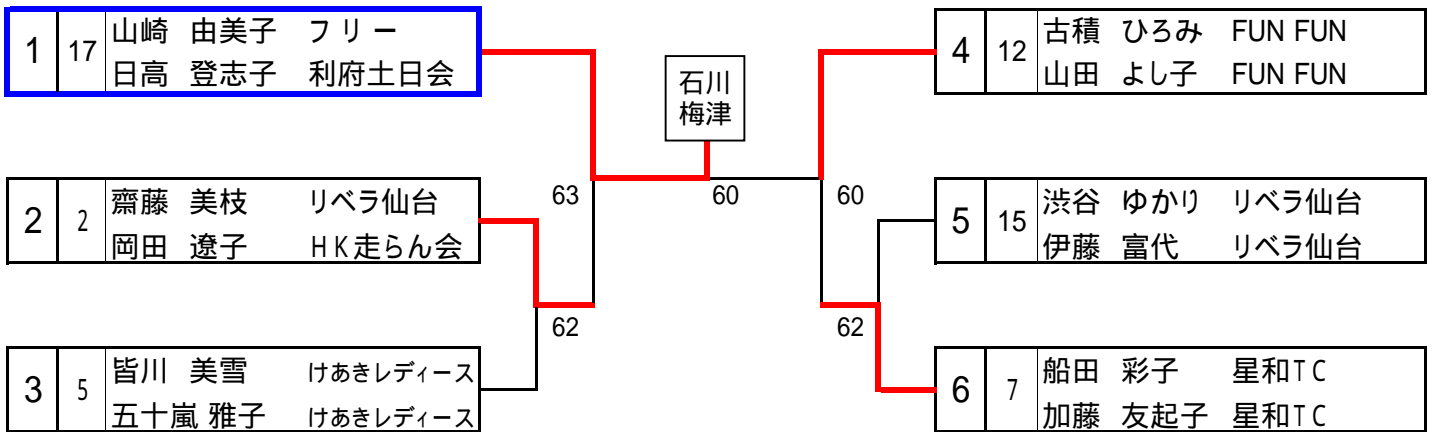 1 17 山崎 由美子 フリー
日高 登志子 利府土日会
2 2 齋藤 美枝 リベラ仙台
岡田 遼子 HK走らん会
3 5 皆川 美雪 けあきレディース
五十嵐 雅子 けあきレディース
63
62
石川
梅津
60
60
62
4 12 古積 ひろみ FUN FUN
山田 よし子 FUN FUN
5 15 渋谷 ゆかり リベラ仙台
伊藤 富代 リベラ仙台
6 7 船田 彩子 星和TC
加藤 友起子 星和TC